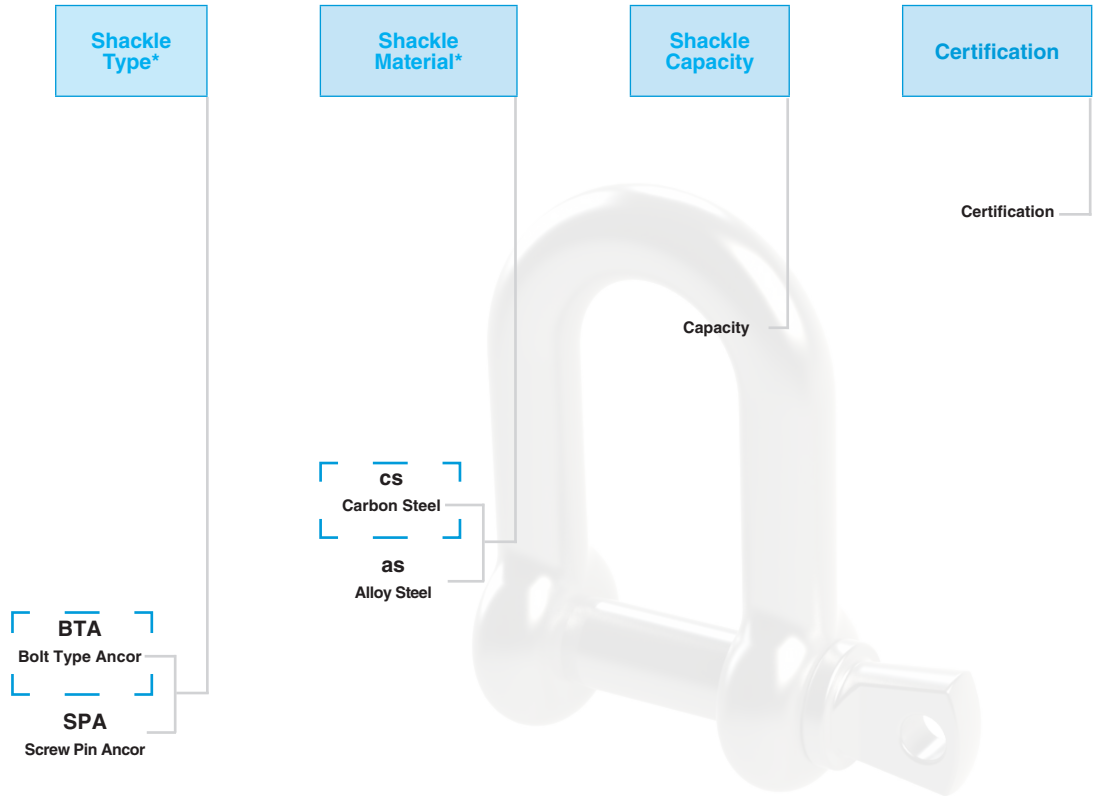 Shackle
Type*
Shackle
Material*
Shackle
Capacity
Certification
Certification
Capacity
cs
Carbon Steel
as
Alloy Steel
BTA
Bolt Type Ancor
SPA
Screw Pin Ancor